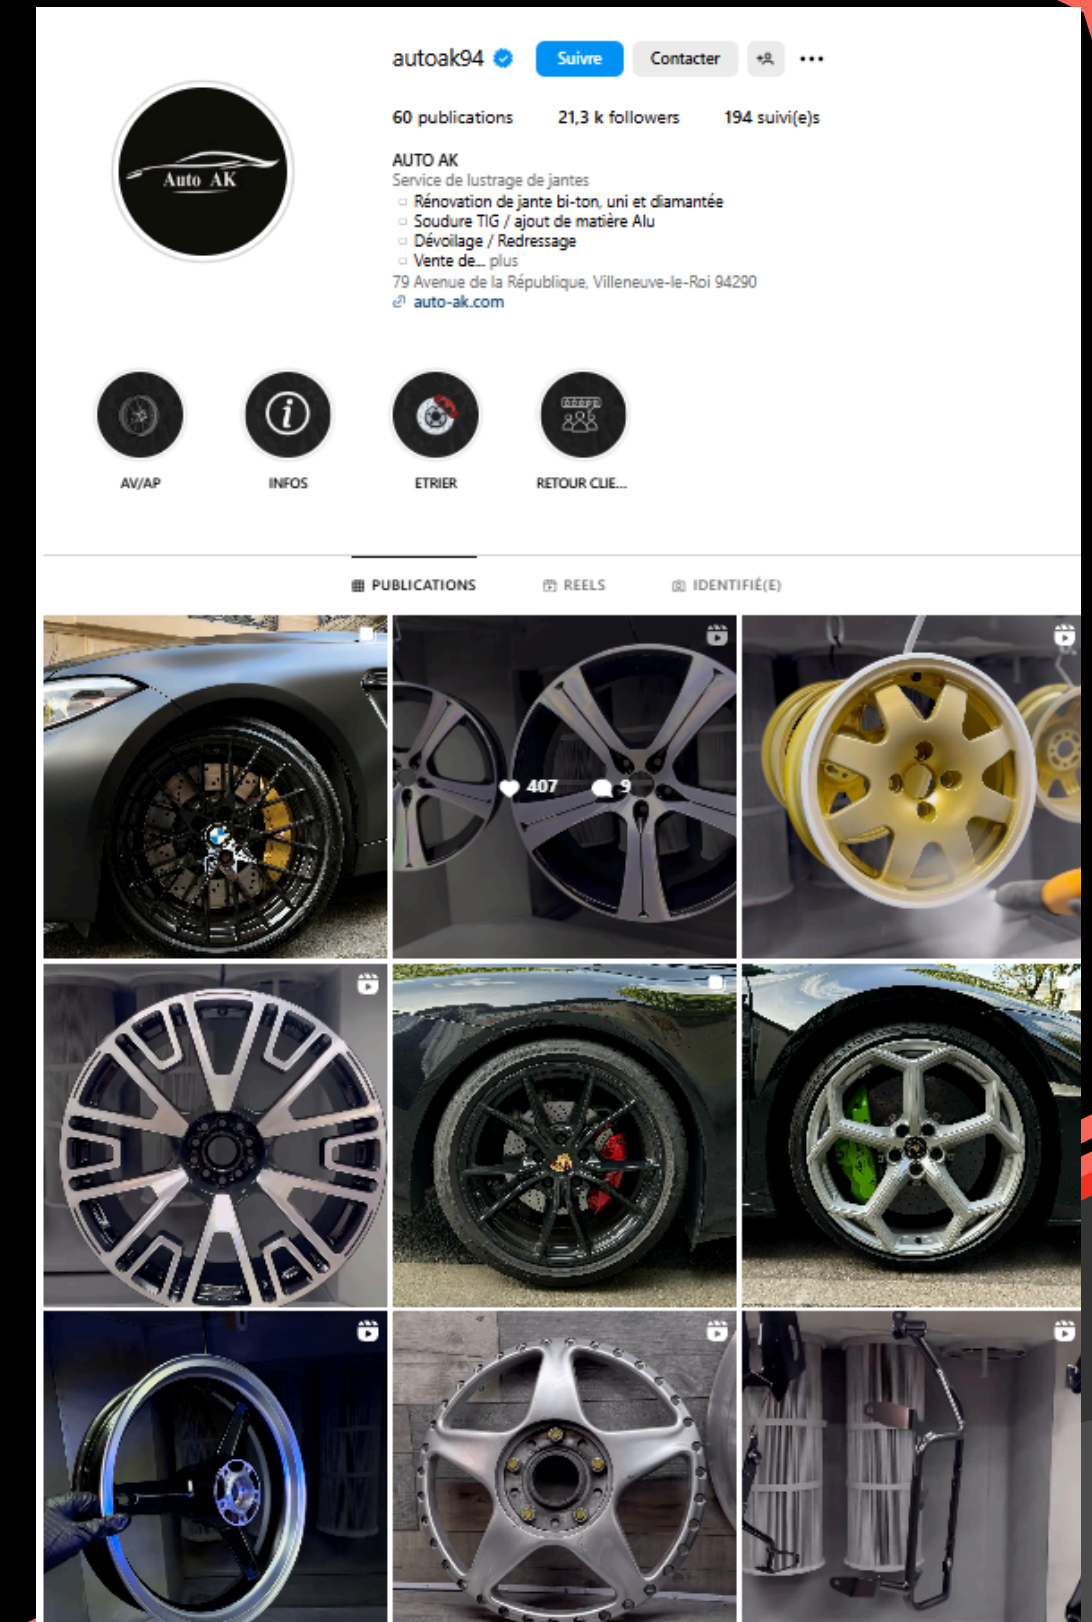 autoak94
Suivre
Contacter
60 publications
21,3 k followers
194 suivi(e)s
Auto AK
AUTO AK
Service de lustrage de jantes
Rénovation de jante bi-ton, uni et diamantée
Soudure TIG / ajout de matière Alu
Dévoilage / Redressage
Vente de... plus
79 Avenue de la République, Villeneuve-le-Roi 94290
auto-ak.com
AV/AP
INFOS
ETRIER
RETOUR CLIE...
PUBLICATIONS
REELS
IDENTIFIÉ(E)
407
9